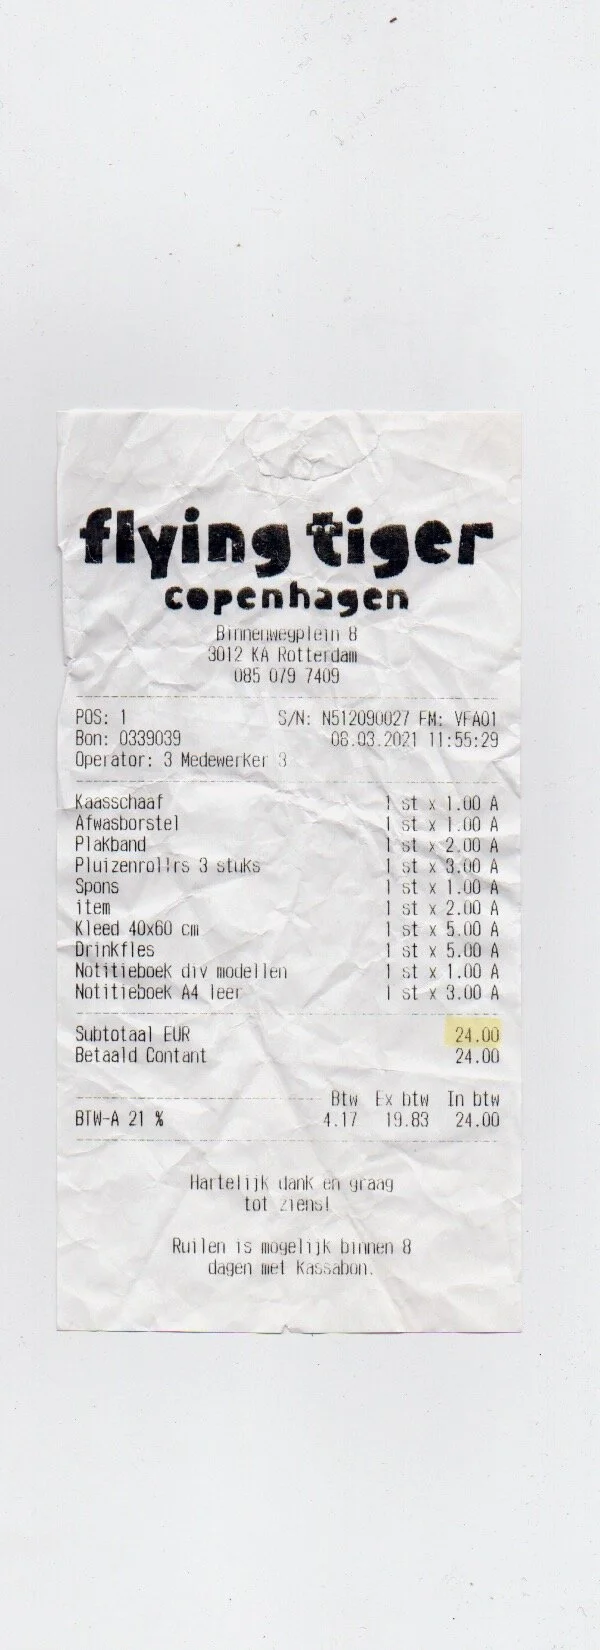 flying tiger
copenhagen
Binnenwegplein 8
3012 KA Rotterdam
085 079 7409
POS: 1 S/N: N512090027 FM: VFA01
Bon: 0339039 08.03.2021 11:55:29
Operator: 3 Medewerker 3
Kaasschaaf 1 st x 1.00 A
Afwasborstel 1 st x 1.00 A
Plakband 1 st x 2.00 A
Pluizenrollrs 3 stuks 1 st x 3.00 A
Spons 1 st x 1.00 A
item 1 st x 2.00 A
Kleed 40x60 cm 1 st x 5.00 A
Drinkfles 1 st x 5.00 A
Notitieboek div modellen 1 st x 1.00 A
Notitieboek A4 leer 1 st x 3.00 A
Subtotaal EUR 24.00
Betaald Contant 24.00
Btw Ex btw In btw
BTW-A 21 % 4.17 19.83 24.00
Hartelijk dank en graag
tot ziens!
Ruilen is mogelijk binnen 8
dagen met Kassabon.